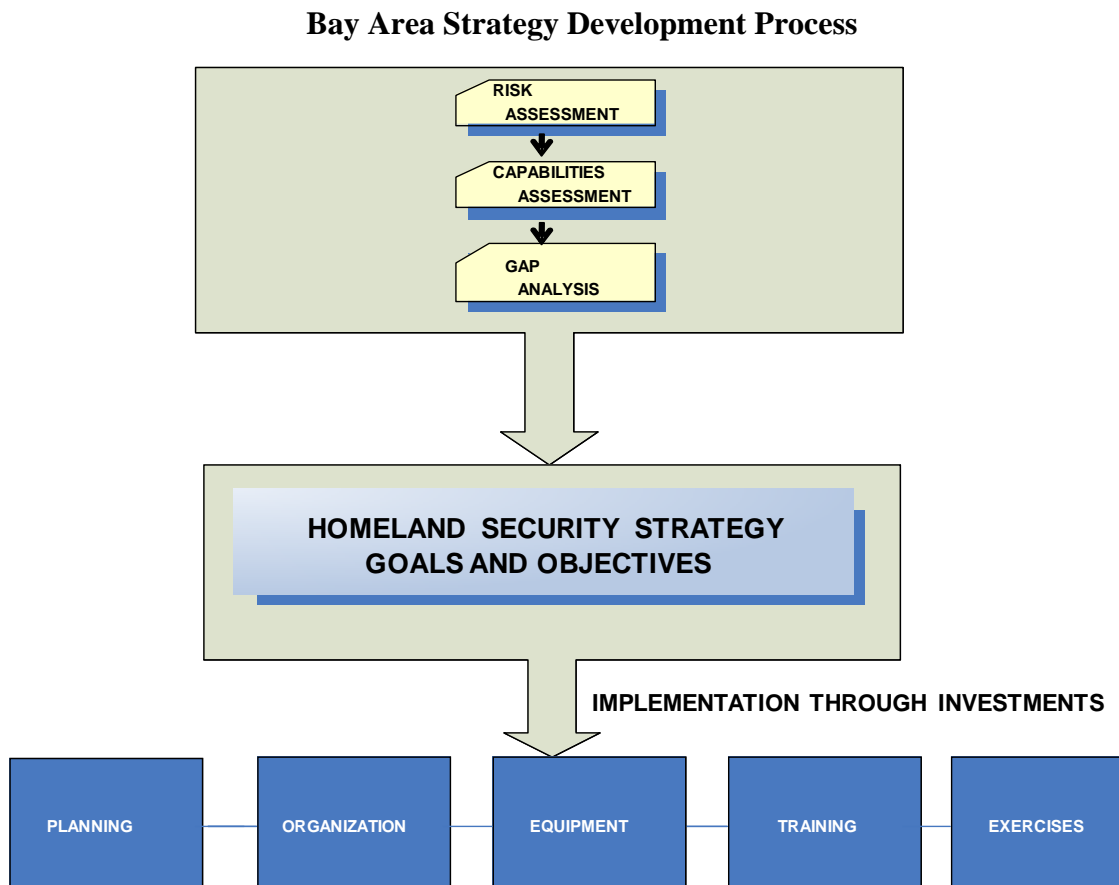 Bay Area Strategy Development Process
RISK
ASSESSMENT
CAPABILITIES
ASSESSMENT
GAP
ANALYSIS
HOMELAND SECURITY STRATEGY
GOALS AND OBJECTIVES
IMPLEMENTATION THROUGH INVESTMENTS
PLANNING
ORGANIZATION
EQUIPMENT
TRAINING
EXERCISES